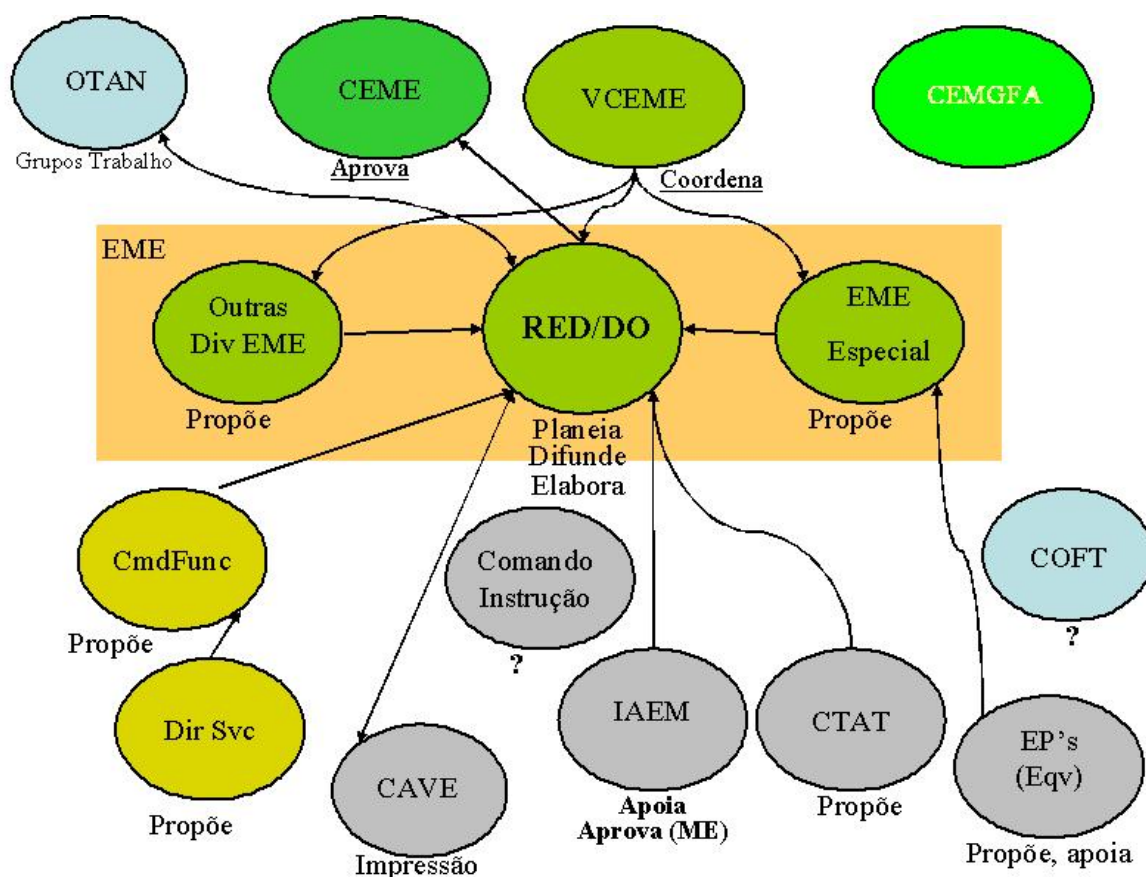 OTAN
Grupos Trabalho
CEME
Aprova
VCEME
Coordena
CEMGFA
EME
Outras
Div EME
Propõe
RED/DO
Planeia
Difunde
Elabora
EME
Especial
Propõe
CmdFunc
Propõe
Comando
Instrução
?
COFT
?
Dir Svc
Propõe
CAVE
Impressão
IAEM
Apoia
Aprova (ME)
CTAT
Propõe
EP's
(Eqv)
Propõe, apoia